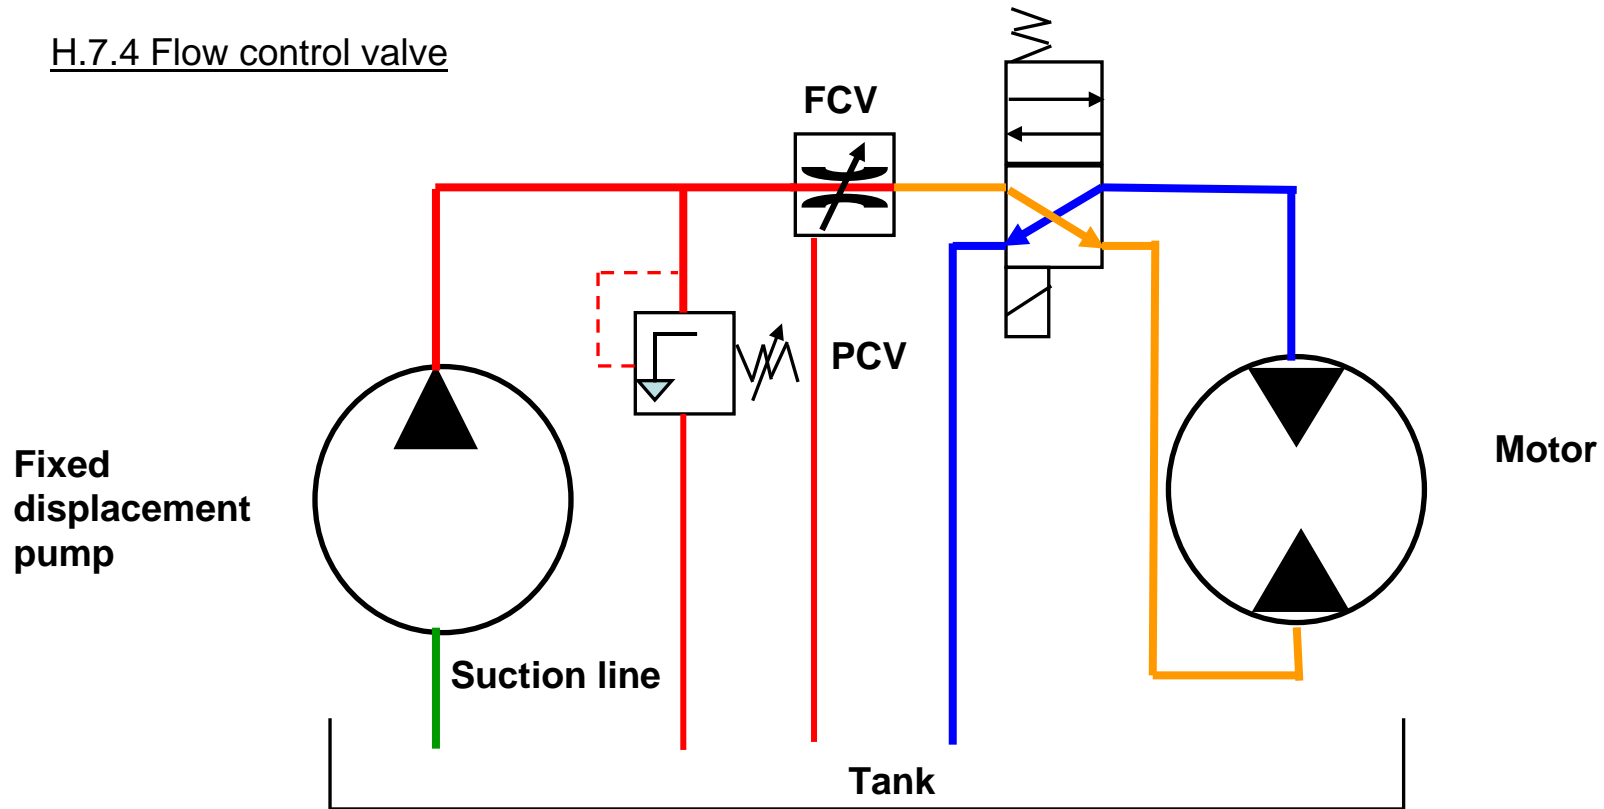 H.7.4 Flow control valve
FCV
PCV
Fixed
displacement
pump
Motor
Suction line
Tank